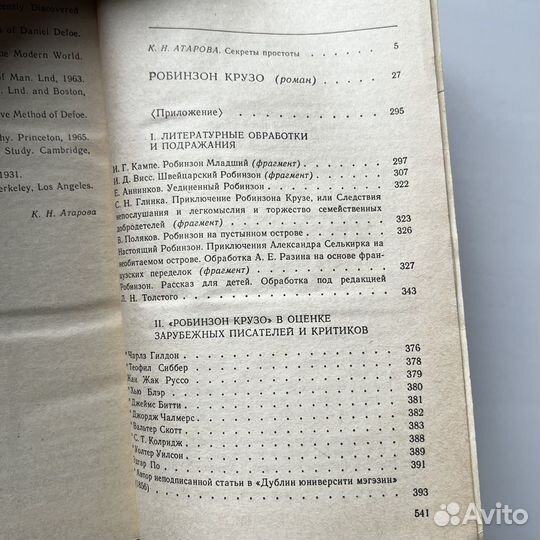 cently Discovered
s of Daniel Defoe.
e Modern World.
of Man. Lnd, 1963.
Lnd. and Boston,
ve Method of Defoe.
hy. Princeton, 1965.
Study. Cambridge,
1931.
erkeley, Los Angeles.
К. Н. Атарова
К. Н. АТАРОВА. Секреты простоты . . . . . . . 5
РОБИНЗОН КРУЗО (роман) . . . . . . . 27
〈Приложение〉 . . . . . . . . . . . . 295
I. ЛИТЕРАТУРНЫЕ ОБРАБОТКИ
И ПОДРАЖАНИЯ
И. Г. Кампе. Робинзон Младший (фрагмент) . . . . . 297
И. Д. Висс. Швейцарский Робинзон (фрагмент) . . . . 307
Е. Аннинков. Уединенный Робинзон . . . . . . . 322
С. Н. Глинка. Приключение Робинзона Крузе, или Следствия
непослушания и легкомыслия и торжество семейственных
добродетелей (фрагмент) . . . . . . . . . . 323
В. Поляков. Робинзон на пустынном острове . . . . . 326
Настоящий Робинзон. Приключения Александра Селькирка на
необитаемом острове. Обработка А. Е. Разина на основе фран-
цузских переделок (фрагмент) . . . . . . . . 327
Робинзон. Рассказ для детей. Обработка под редакцией
Л. Н. Толстого . . . . . . . . . . . . 343
II. «РОБИНЗОН КРУЗО» В ОЦЕНКЕ
ЗАРУБЕЖНЫХ ПИСАТЕЛЕЙ И КРИТИКОВ
*Чарлз Гилдон . . . . . . . . . . . . 376
*Теофил Сиббер . . . . . . . . . . . . 378
Жан Жак Руссо . . . . . . . . . . . . 379
*Хью Блэр . . . . . . . . . . . . . 380
*Джеймс Битти . . . . . . . . . . . . 381
*Джордж Чалмерс . . . . . . . . . . . 382
*Вальтер Скотт . . . . . . . . . . . . 383
*С. Т. Колридж . . . . . . . . . . . . 388
*Уолтер Уилсон . . . . . . . . . . . . 389
Эдгар По . . . . . . . . . . . . . 391
*Автор неподписанной статьи в «Дублин юниверсити мэгэзин»
(1856) . . . . . . . . . . . . . . 393
541
Avito